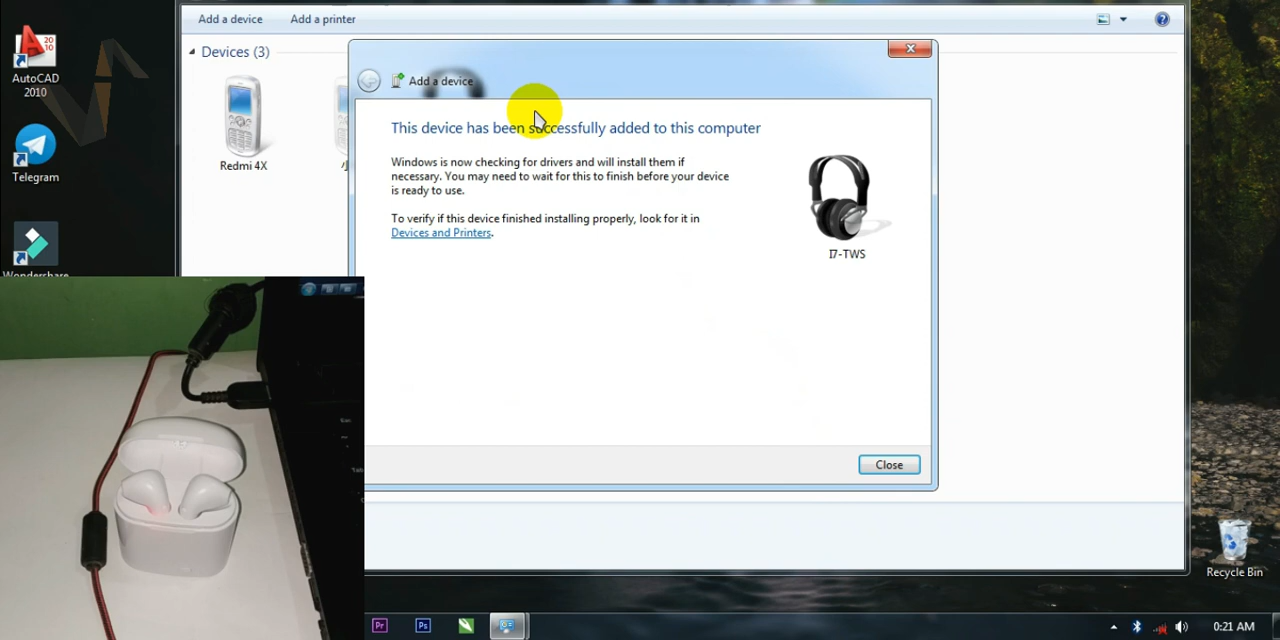 Add a device
Add a printer
Devices (3)
AutoCAD
2010
Telegram
Redmi 4X
Add a device
This device has been successfully added to this computer
Windows is now checking for drivers and will install them if
necessary. You may need to wait for this to finish before your device
is ready to use.
To verify if this device finished installing properly, look for it in
Devices and Printers.
I7-TWS
Close
Wondershare
Recycle Bin
Pr
Ps
0:21 AM